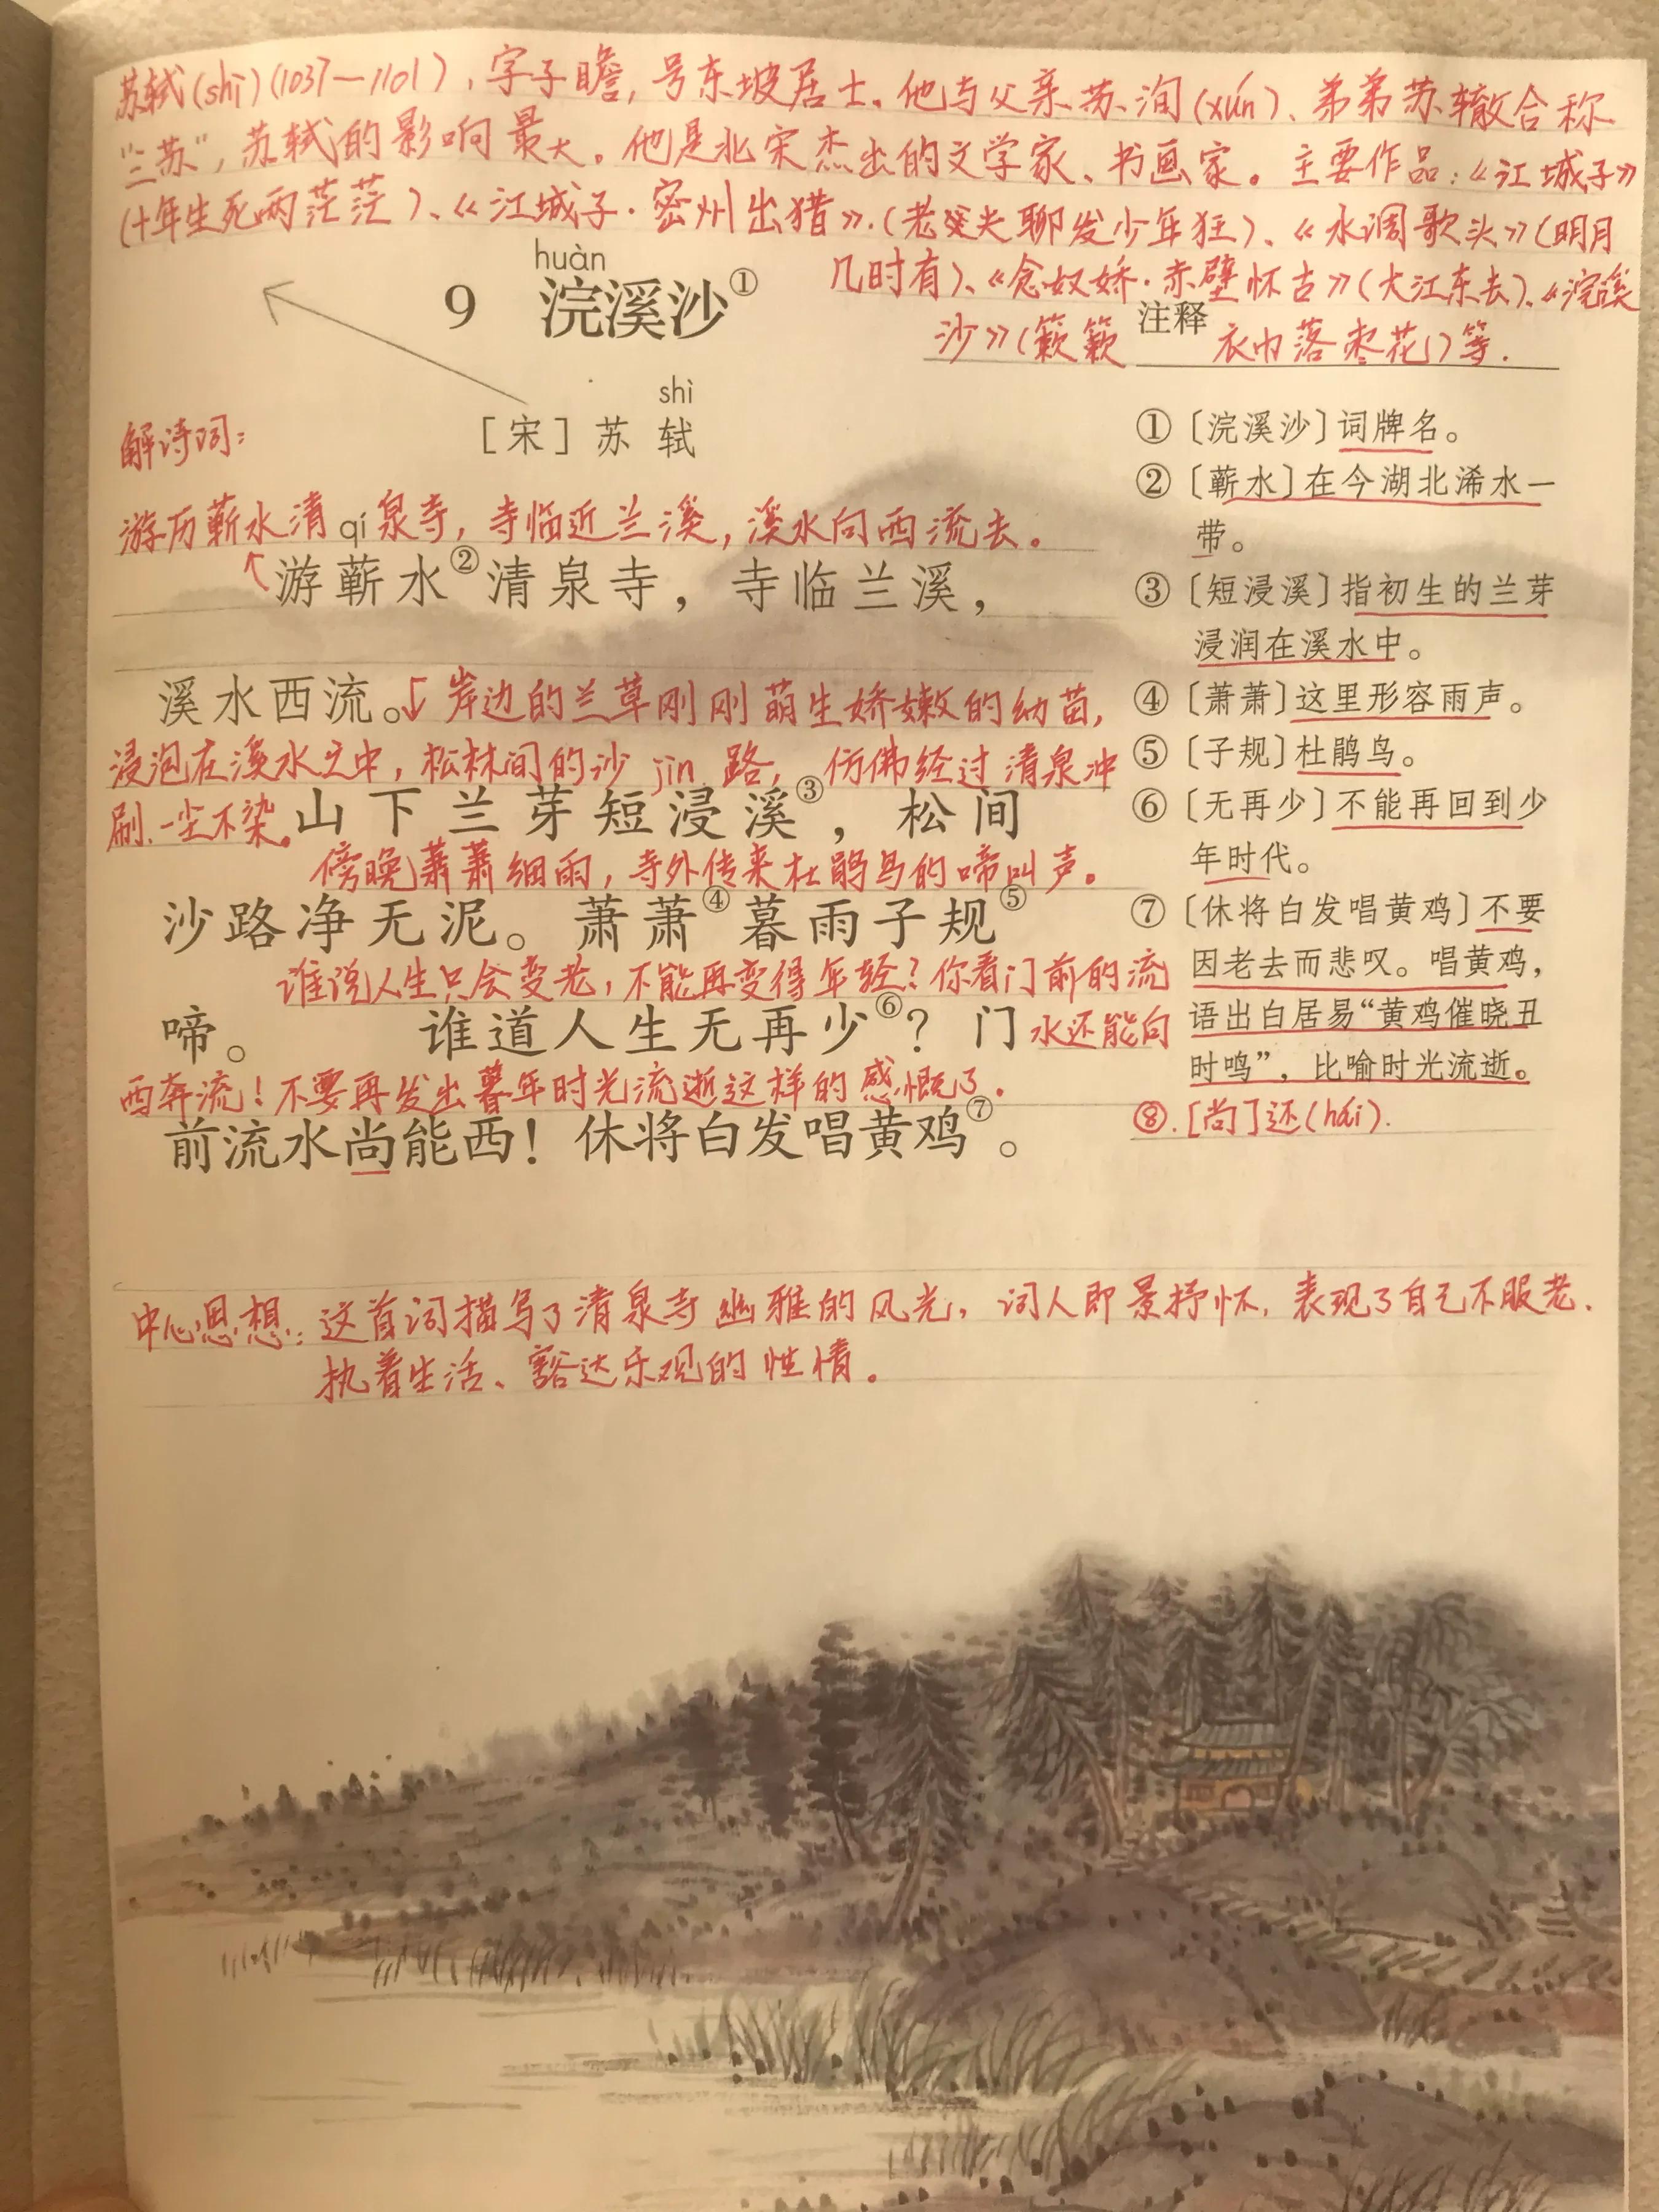 苏轼(shì)(1037—1101),字子瞻,号东坡居士。他与父亲苏洵(xún)、弟弟苏辙合称
“三苏”,苏轼的影响最大。他是北宋杰出的文学家、书画家。主要作品:《江城子》
(十年生死两茫茫)、《江城子·密州出猎》.(老夫聊发少年狂)、《水调歌头》(明月
几时有)、《念奴娇·赤壁怀古》(大江东去)、《浣溪
沙》(簌簌 衣巾落枣花)等.
huàn
9 浣溪沙①
shì
[宋] 苏轼
解诗词:
游历蕲水清泉寺,寺临近兰溪,溪水向西流去。
qí
游蕲水②清泉寺,寺临兰溪,
溪水西流。
岸边的兰草刚刚萌生娇嫩的幼苗,
浸泡在溪水之中,松林间的沙路,仿佛经过清泉冲
刷、一尘不染。
jìn
山下兰芽短浸溪③,松间
傍晚萧萧细雨,寺外传来杜鹃鸟的啼叫声。
沙路净无泥。萧萧④暮雨子规⑤
谁说人生只会变老,不能再变得年轻?你看门前的流
啼。 谁道人生无再少⑥?门
水还能向
西奔流!不要再发出暮年时光流逝这样的感慨了.
前流水尚能西!休将白发唱黄鸡⑦。
注释
①〔浣溪沙〕词牌名。
②〔蕲水〕在今湖北浠水一
带。
③〔短浸溪〕指初生的兰芽
浸润在溪水中。
④〔萧萧〕这里形容雨声。
⑤〔子规〕杜鹃鸟。
⑥〔无再少〕不能再回到少
年时代。
⑦〔休将白发唱黄鸡〕不要
因老去而悲叹。唱黄鸡,
语出白居易“黄鸡催晓丑
时鸣”,比喻时光流逝。
⑧.[尚]还(hái).
中心思想:这首词描写了清泉寺幽雅的风光,词人即景抒怀,表现了自己不服老.
执着生活、豁达乐观的性情。